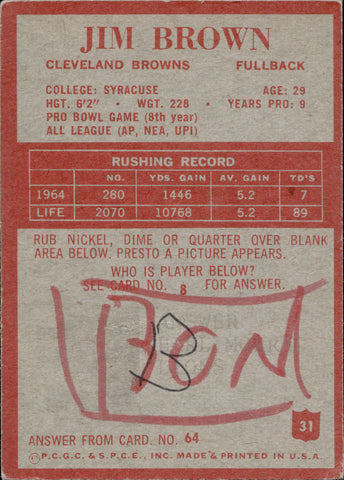 JIM BROWN
CLEVELAND BROWNS FULLBACK
COLLEGE: SYRACUSE AGE: 29
HGT. 6'2" • WGT. 228 • YEARS PRO: 9
PRO BOWL GAME (8th year)
ALL LEAGUE (AP, NEA, UPI)
RUSHING RECORD
NO. YDS. GAIN AV. GAIN TD'S
1964 280 1446 5.2 7
LIFE 2070 10768 5.2 89
RUB NICKEL, DIME OR QUARTER OVER BLANK
AREA BELOW. PRESTO A PICTURE APPEARS.
WHO IS PLAYER BELOW?
SEE CARD NO. 8 FOR ANSWER.
31
ANSWER FROM CARD. NO. 64
©P.C.G.C. & S.P.C.E., INC. MADE & PRINTED IN U.S.A.